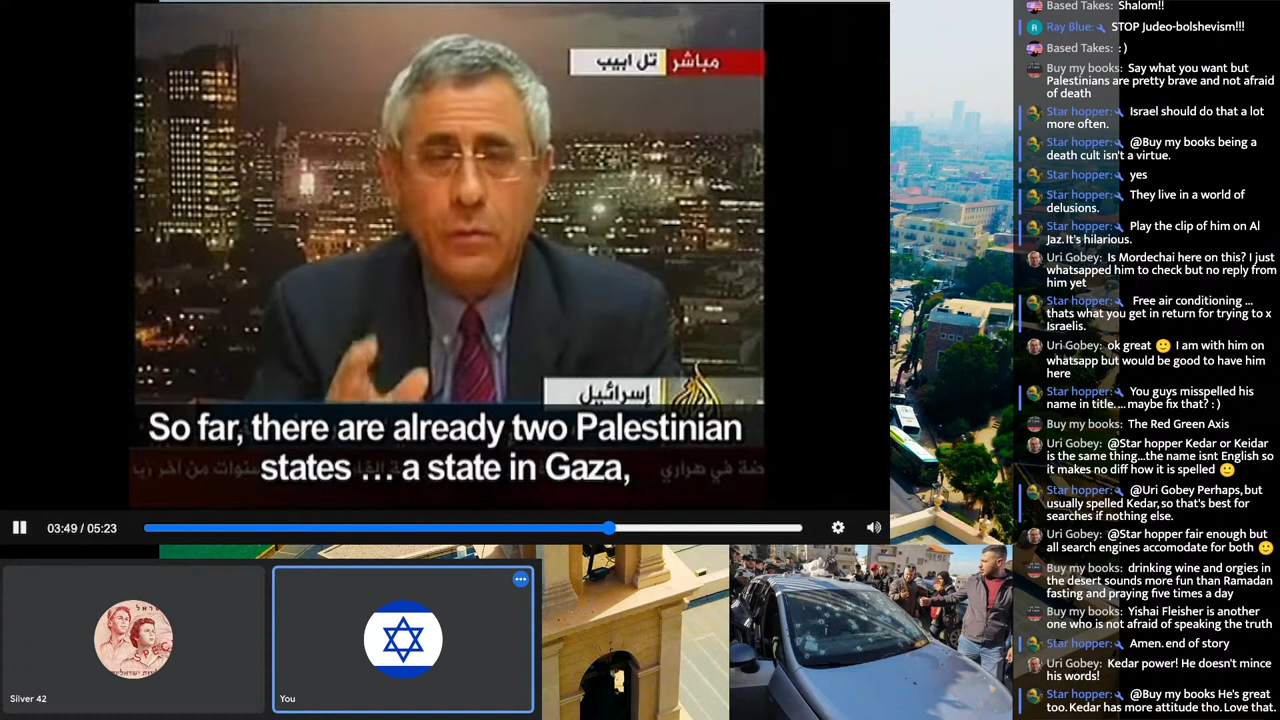 مباشر تل ابيب
إسرائيل
So far, there are already two Palestinian
states ... a state in Gaza,
03:49 / 05:23
Silver 42
You
Based Takes: Shalom!!
R Ray Blue: STOP Judeo-bolshevism!!!
Based Takes: :)
Buy my books: Say what you want but
Palestinians are pretty brave and not afraid
of death
Star hopper: Israel should do that a lot
more often.
Star hopper: @Buy my books being a
death cult isn't a virtue.
Star hopper: yes
Star hopper: They live in a world of
delusions.
Star hopper: Play the clip of him on Al
Jaz. It's hilarious.
Uri Gobey: Is Mordechai here on this? I just
whatsapped him to check but no reply from
him yet
Star hopper: Free air conditioning ...
thats what you get in return for trying to x
Israelis.
Uri Gobey: ok great 🙂 I am with him on
whatsapp but would be good to have him
here
Star hopper: You guys misspelled his
name in title.... maybe fix that? : )
Buy my books: The Red Green Axis
Uri Gobey: @Star hopper Kedar or Keidar
is the same thing...the name isnt English so
it makes no diff how it is spelled 🙂
Star hopper: @Uri Gobey Perhaps, but
usually spelled Kedar, so that's best for
searches if nothing else.
Uri Gobey: @Star hopper fair enough but
all search engines accomodate for both 🙂
Buy my books: drinking wine and orgies in
the desert sounds more fun than Ramadan
fasting and praying five times a day
Buy my books: Yishai Fleisher is another
one who is not afraid of speaking the truth
Star hopper: Amen. end of story
Uri Gobey: Kedar power! He doesn't mince
his words!
Star hopper: @Buy my books He's great
too. Kedar has more attitude tho. Love that.